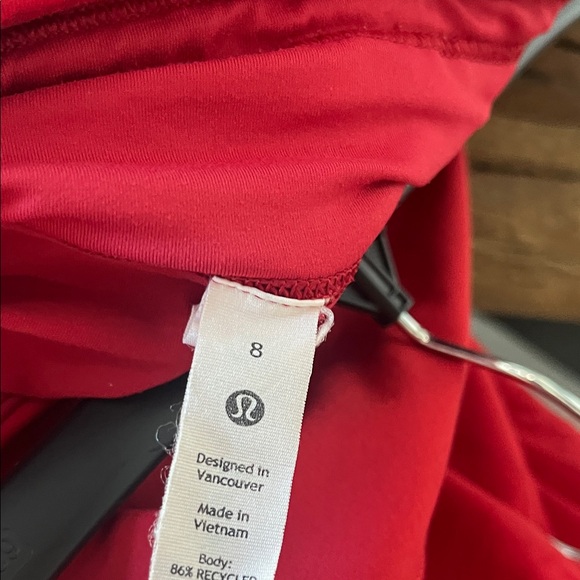 8
Designed in
Vancouver
Made in
Vietnam
Body:
86% RECYCLED